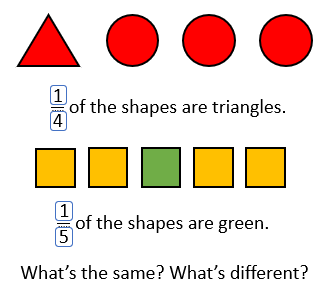 1/4 of the shapes are triangles.
1/5 of the shapes are green.
What's the same? What's different?